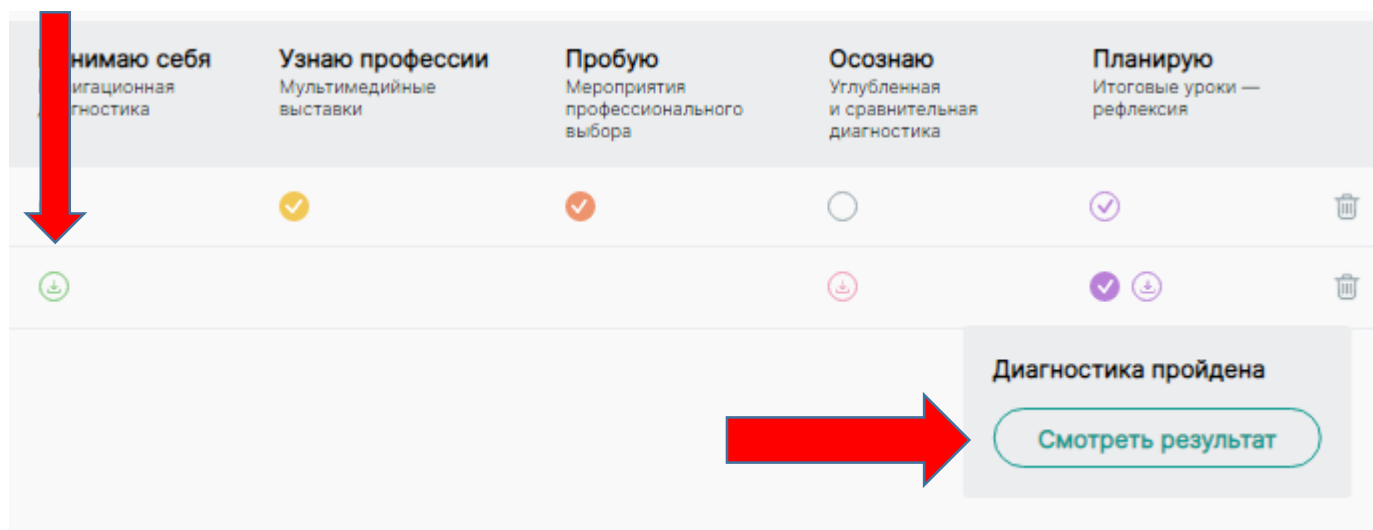 нимаю себя
Узнаю профессии
Пробую
Осознаю
Планирую
игационная
гностика
Мультимедийные
выставки
Мероприятия
профессионального
выбора
Углубленная
и сравнительная
диагностика
Итоговые уроки —
рефлексия
Диагностика пройдена
Смотреть результат